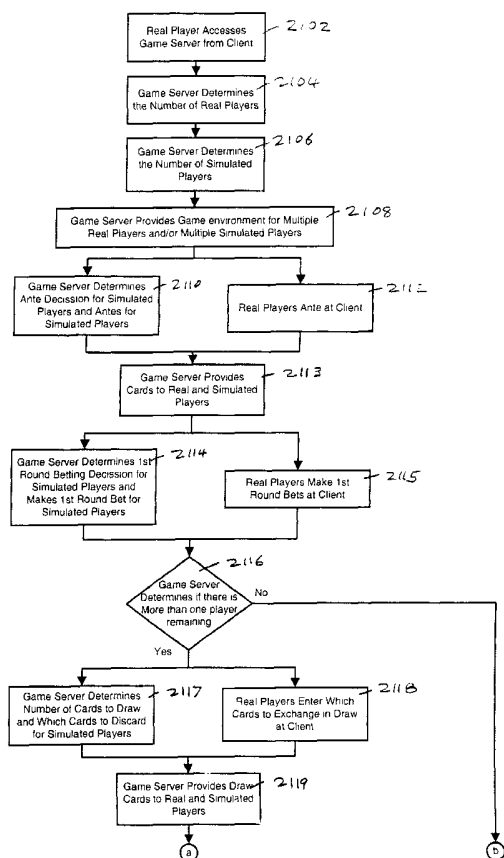 Real Player Accesses
Game Server from Client
2102
Game Server Determines
the Number of Real Players
2104
Game Server Determines
the Number of Simulated
Players
2106
Game Server Provides Game environment for Multiple
Real Players and/or Multiple Simulated Players
2108
Game Server Determines
Ante Decission for Simulated
Players and Antes for
Simulated Players
2110
Real Players Ante at Client
2112
Game Server Provides
Cards to Real and Simulated
Players
2113
Game Server Determines 1st
Round Betting Decission for
Simulated Players and
Makes 1st Round Bet for
Simulated Players
2114
Real Players Make 1st
Round Bets at Client
2115
Game Server
Determines if there is
More than one player
remaining
2116
No
Yes
Game Server Determines
Number of Cards to Draw
and Which Cards to Discard
for Simulated Players
2117
Real Players Enter Which
Cards to Exchange in Draw
at Client
2118
Game Server Provides Draw
Cards to Real and Simulated
Players
2119
a
b